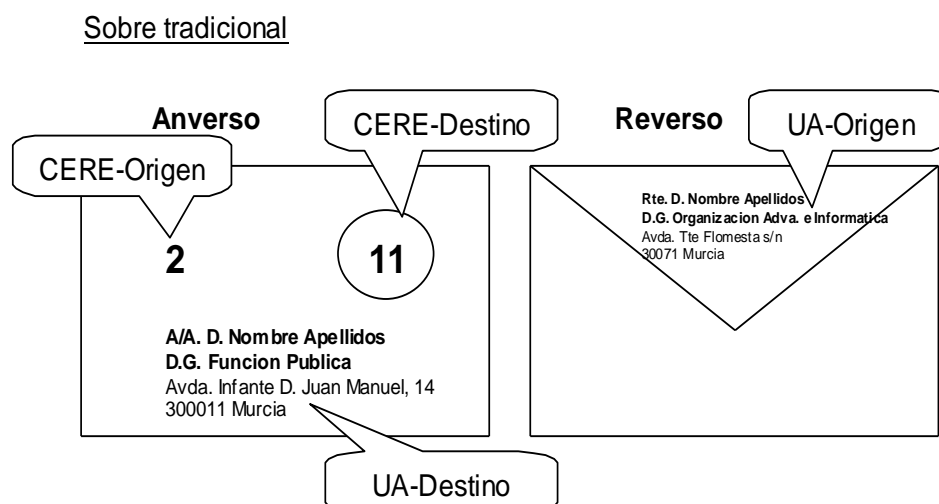 Sobre tradicional
Anverso
CERE-Destino
Reverso
UA-Origen
CERE-Origen
2
11
Rte. D. Nombre Apellidos
D.G. Organizacion Adva. e Informatica
Avda. Tte Flomesta s/n
30071 Murcia
A/A. D. Nombre Apellidos
D.G. Funcion Publica
Avda. Infante D. Juan Manuel, 14
300011 Murcia
UA-Destino